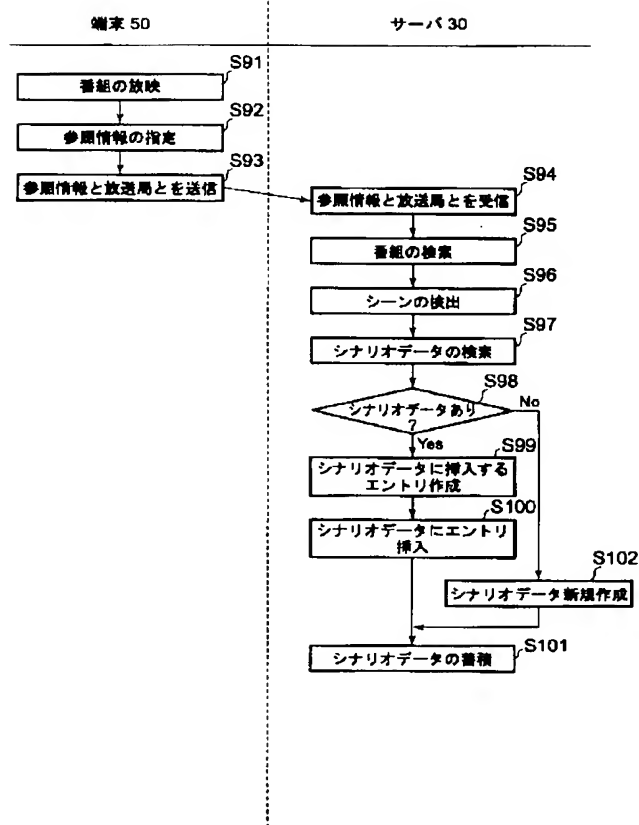 端末 50
サーバ 30
S91
番組の放映
S92
参照情報の指定
S93
参照情報と放送局とを送信
S94
参照情報と放送局とを受信
S95
番組の検索
S96
シーンの検出
S97
シナリオデータの検索
S98
シナリオデータあり
?
No
Yes
S99
シナリオデータに挿入する
エントリ作成
S100
シナリオデータにエントリ
挿入
S102
シナリオデータ新規作成
S101
シナリオデータの蓄積